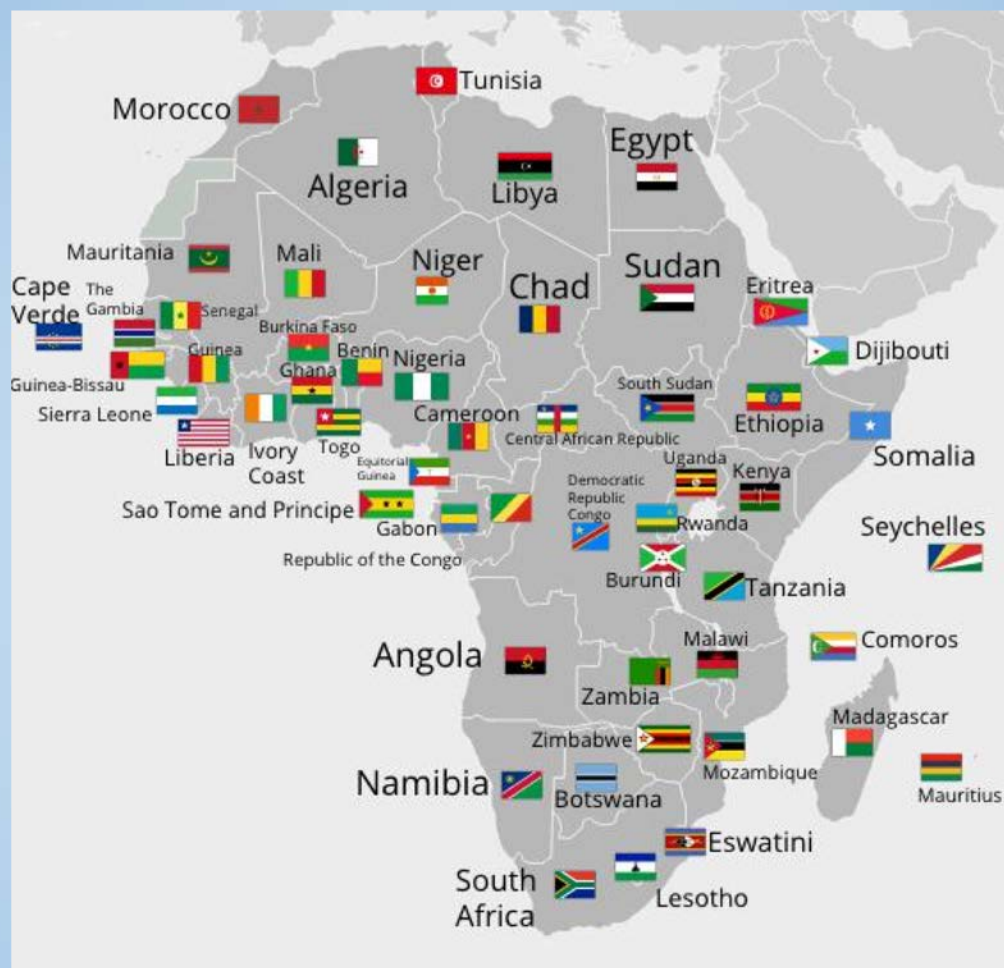 Tunisia
Morocco
Egypt
Algeria
Libya
Mauritania
Mali
Niger
Chad
Sudan
Eritrea
Cape
Verde
The
Gambia
Senegal
Burkina Faso
Guinea
Ghana
Benin
Nigeria
Dijibouti
Guinea-Bissau
Sierra Leone
Cameroon
South Sudan
Ethiopia
Central African Republic
Liberia
Ivory
Coast
Togo
Somalia
Equitorial
Guinea
Uganda
Kenya
Democratic
Republic
Congo
Sao Tome and Principe
Gabon
Rwanda
Seychelles
Republic of the Congo
Burundi
Tanzania
Malawi
Comoros
Angola
Zambia
Madagascar
Zimbabwe
Mozambique
Namibia
Botswana
Mauritius
Eswatini
South
Africa
Lesotho